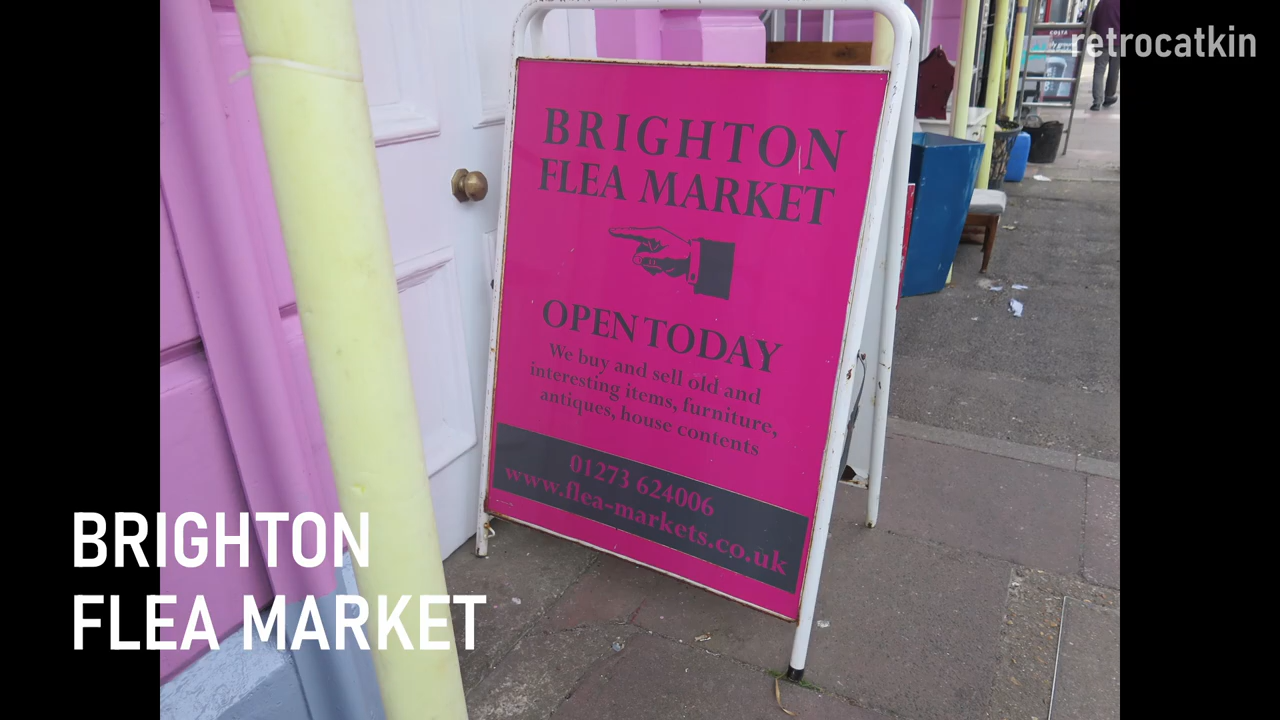 retrocatkin
BRIGHTON
FLEA MARKET
OPEN TODAY
We buy and sell old and
interesting items, furniture,
antiques, house contents
01273 624006
www.flea-markets.co.uk
BRIGHTON
FLEA MARKET